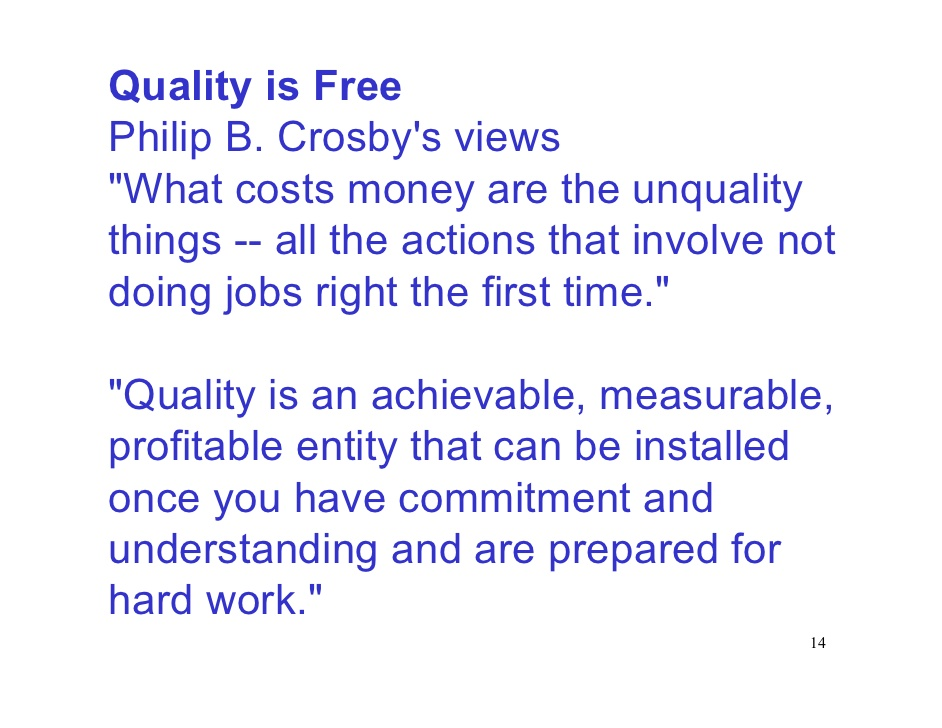 Quality is Free
Philip B. Crosby's views
"What costs money are the unquality
things -- all the actions that involve not
doing jobs right the first time."
"Quality is an achievable, measurable,
profitable entity that can be installed
once you have commitment and
understanding and are prepared for
hard work."
14